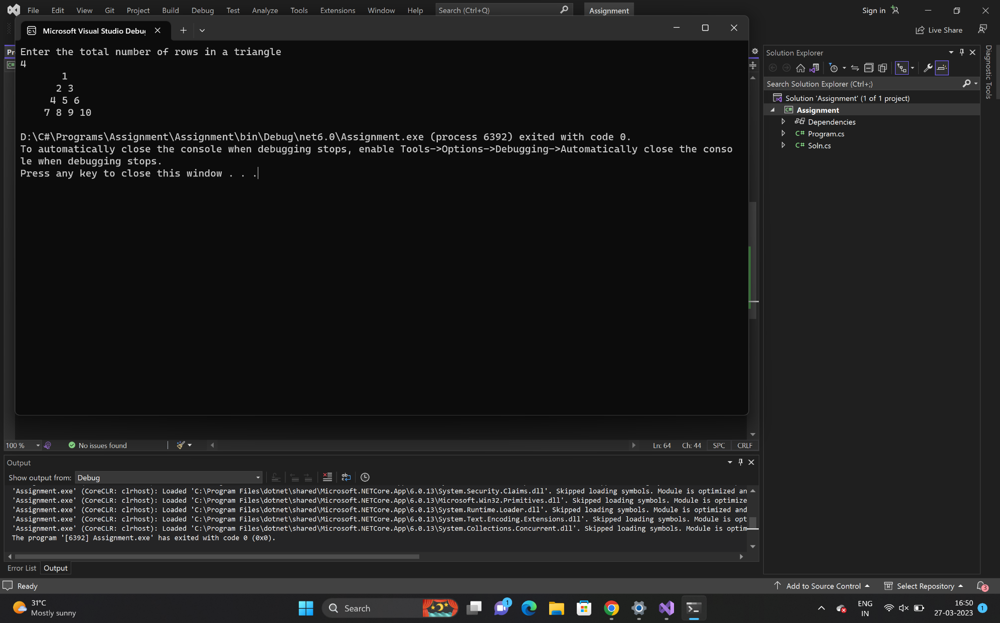 File Edit View Git Project Build Debug Test Analyze Tools Extensions Window Help Search (Ctrl+Q) Assignment Sign in
Live Share
Microsoft Visual Studio Debu
Pr
Enter the total number of rows in a triangle
4
1
2 3
4 5 6
7 8 9 10
D:\C#\Programs\Assignment\Assignment\bin\Debug\net6.0\Assignment.exe (process 6392) exited with code 0.
To automatically close the console when debugging stops, enable Tools->Options->Debugging->Automatically close the conso
le when debugging stops.
Press any key to close this window . . .
Solution Explorer
Search Solution Explorer (Ctrl+;)
Solution 'Assignment' (1 of 1 project)
C# Assignment
Dependencies
C# Program.cs
C# Soln.cs
Diagnostic Tools
100 % No issues found Ln: 64 Ch: 44 SPC CRLF
Output
Show output from: Debug
'Assignment.exe' (CoreCLR: clrhost): Loaded 'C:\Program Files\dotnet\shared\Microsoft.NETCore.App\6.0.13\System.Security.Claims.dll'. Skipped loading symbols. Module is optimized an
'Assignment.exe' (CoreCLR: clrhost): Loaded 'C:\Program Files\dotnet\shared\Microsoft.NETCore.App\6.0.13\Microsoft.Win32.Primitives.dll'. Skipped loading symbols. Module is optimize
'Assignment.exe' (CoreCLR: clrhost): Loaded 'C:\Program Files\dotnet\shared\Microsoft.NETCore.App\6.0.13\System.Runtime.Loader.dll'. Skipped loading symbols. Module is optimized and
'Assignment.exe' (CoreCLR: clrhost): Loaded 'C:\Program Files\dotnet\shared\Microsoft.NETCore.App\6.0.13\System.Text.Encoding.Extensions.dll'. Skipped loading symbols. Module is opt
'Assignment.exe' (CoreCLR: clrhost): Loaded 'C:\Program Files\dotnet\shared\Microsoft.NETCore.App\6.0.13\System.Collections.Concurrent.dll'. Skipped loading symbols. Module is optim
The program '[6392] Assignment.exe' has exited with code 0 (0x0).
Error List Output
Ready Add to Source Control Select Repository 3
31°C
Mostly sunny
Search
1
ENG
IN
16:50
27-03-2023
1